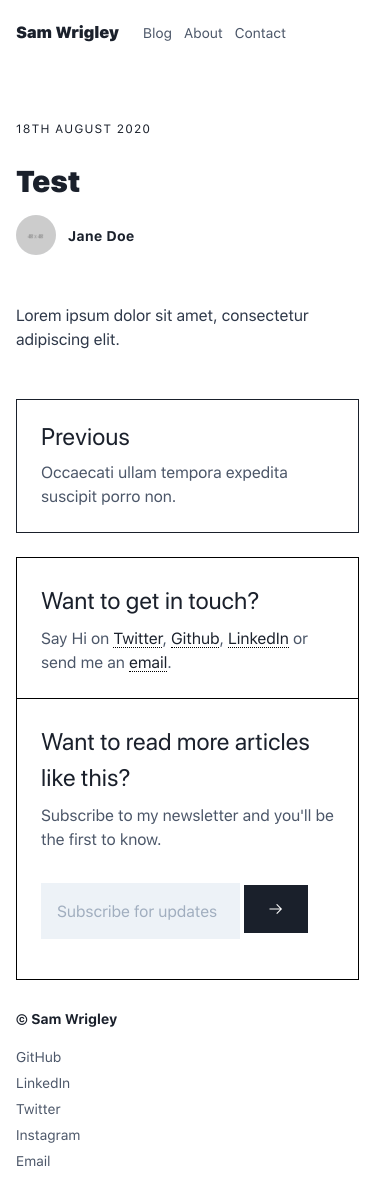 Sam Wrigley Blog About Contact
18TH AUGUST 2020
Test
Jane Doe
Lorem ipsum dolor sit amet, consectetur
adipiscing elit.
Previous
Occaecati ullam tempora expedita
suscipit porro non.
Want to get in touch?
Say Hi on Twitter, Github, LinkedIn or
send me an email.
Want to read more articles
like this?
Subscribe to my newsletter and you'll be
the first to know.
Subscribe for updates →
© Sam Wrigley
GitHub
LinkedIn
Twitter
Instagram
Email